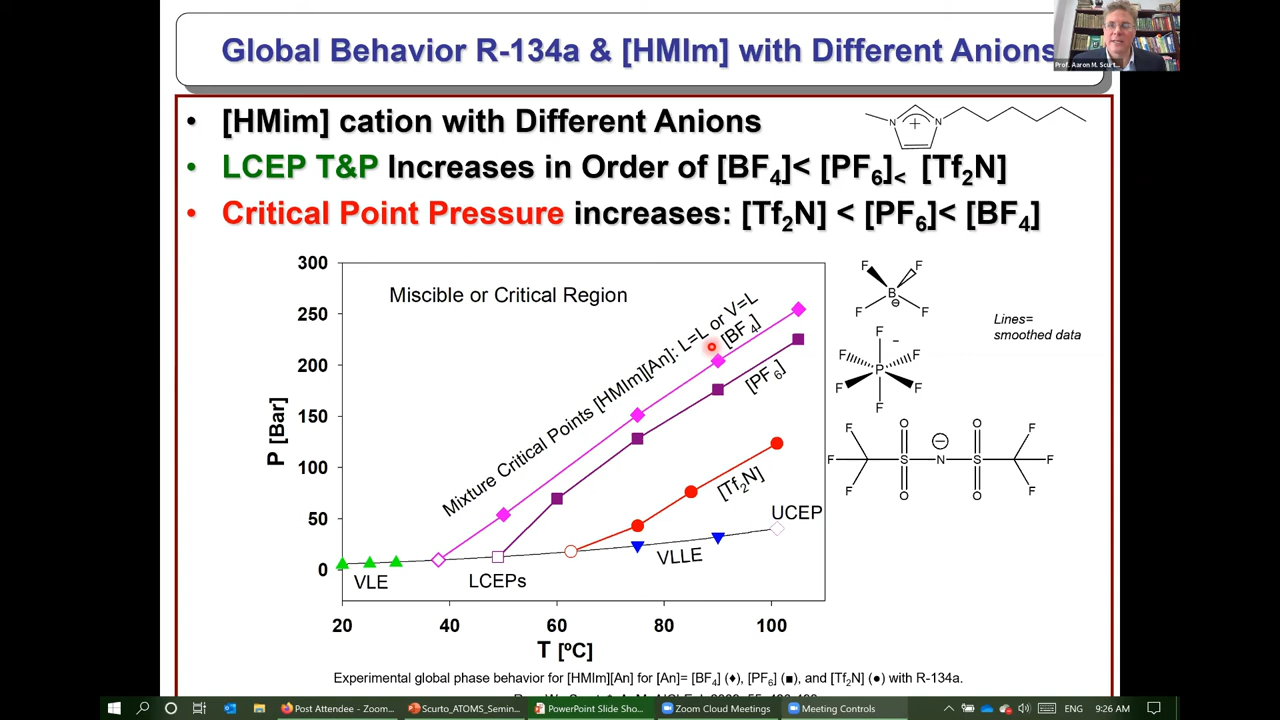 Global Behavior R-134a & [HMIm] with Different Anions
Prof. Aaron M. Scurt...
• [HMim] cation with Different Anions
• LCEP T&P Increases in Order of [BF4]< [PF6]< [Tf2N]
• Critical Point Pressure increases: [Tf2N] < [PF6]< [BF4]
N + N
300
250
200
150
100
50
0
P [Bar]
Miscible or Critical Region
Mixture Critical Points [HMIm][An]: L=L or V=L
[BF4]
[PF6]
[Tf2N]
UCEP
VLLE
VLE
LCEPs
20 40 60 80 100
T [ºC]
F F
B
⊖
F F
Lines=
smoothed data
F
−
F F
P
F F
F
F O O F
⊖
F S N S F
F O O F
Experimental global phase behavior for [HMIm][An] for [An]= [BF4] (♦), [PF6] (■), and [Tf2N] (●) with R-134a.
Post Attendee - Zoom...
Scurto_ATOMS_Semin...
PowerPoint Slide Sho...
Zoom Cloud Meetings
Meeting Controls
ENG
9:26 AM